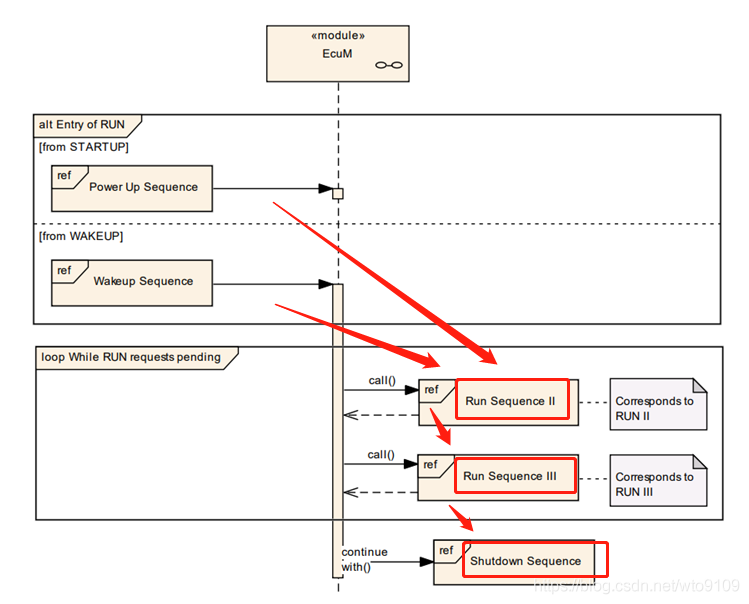 «module»
EcuM
alt Entry of RUN
[from STARTUP]
ref
Power Up Sequence
[from WAKEUP]
ref
Wakeup Sequence
loop While RUN requests pending
call()
ref
Run Sequence II
Corresponds to
RUN II
call()
ref
Run Sequence III
Corresponds to
RUN III
continue
with()
ref
Shutdown Sequence
https://blog.csdn.net/wto9109